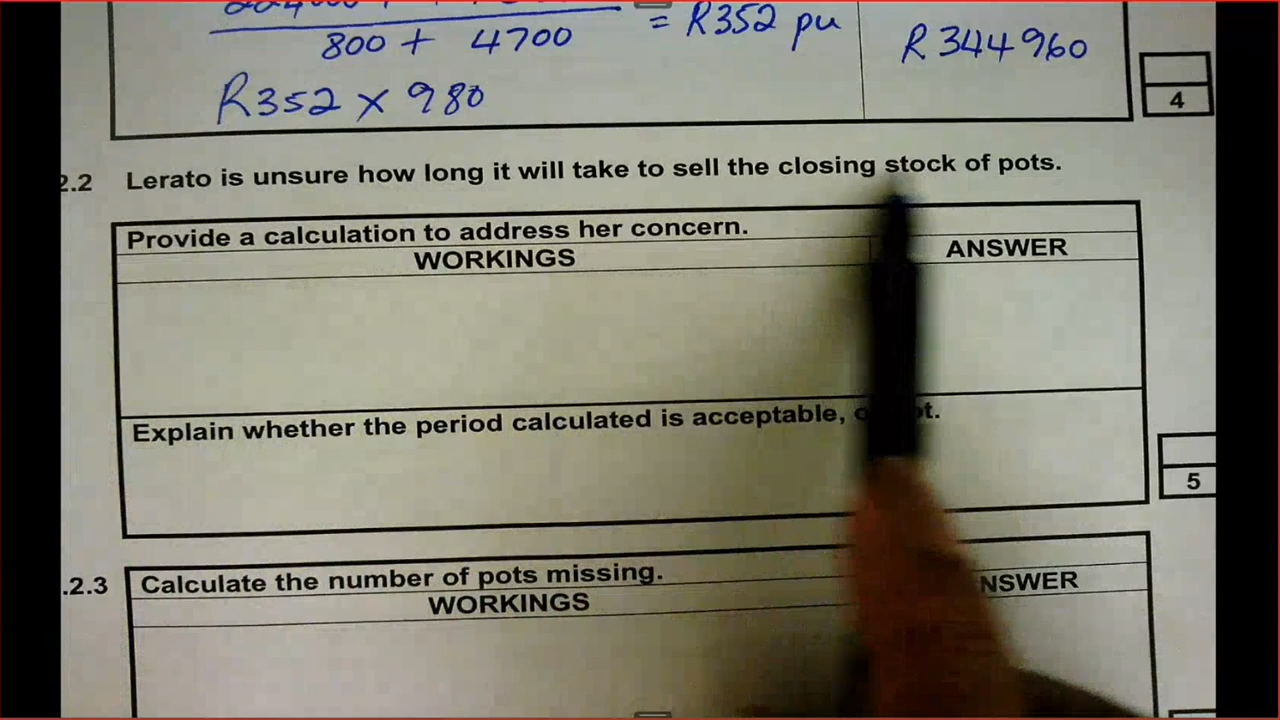 800 + 4700
= R352 pu
R344960
R352 x 980
4
2.2 Lerato is unsure how long it will take to sell the closing stock of pots.
Provide a calculation to address her concern.
WORKINGS
ANSWER
Explain whether the period calculated is acceptable,
5
.2.3 Calculate the number of pots missing.
WORKINGS